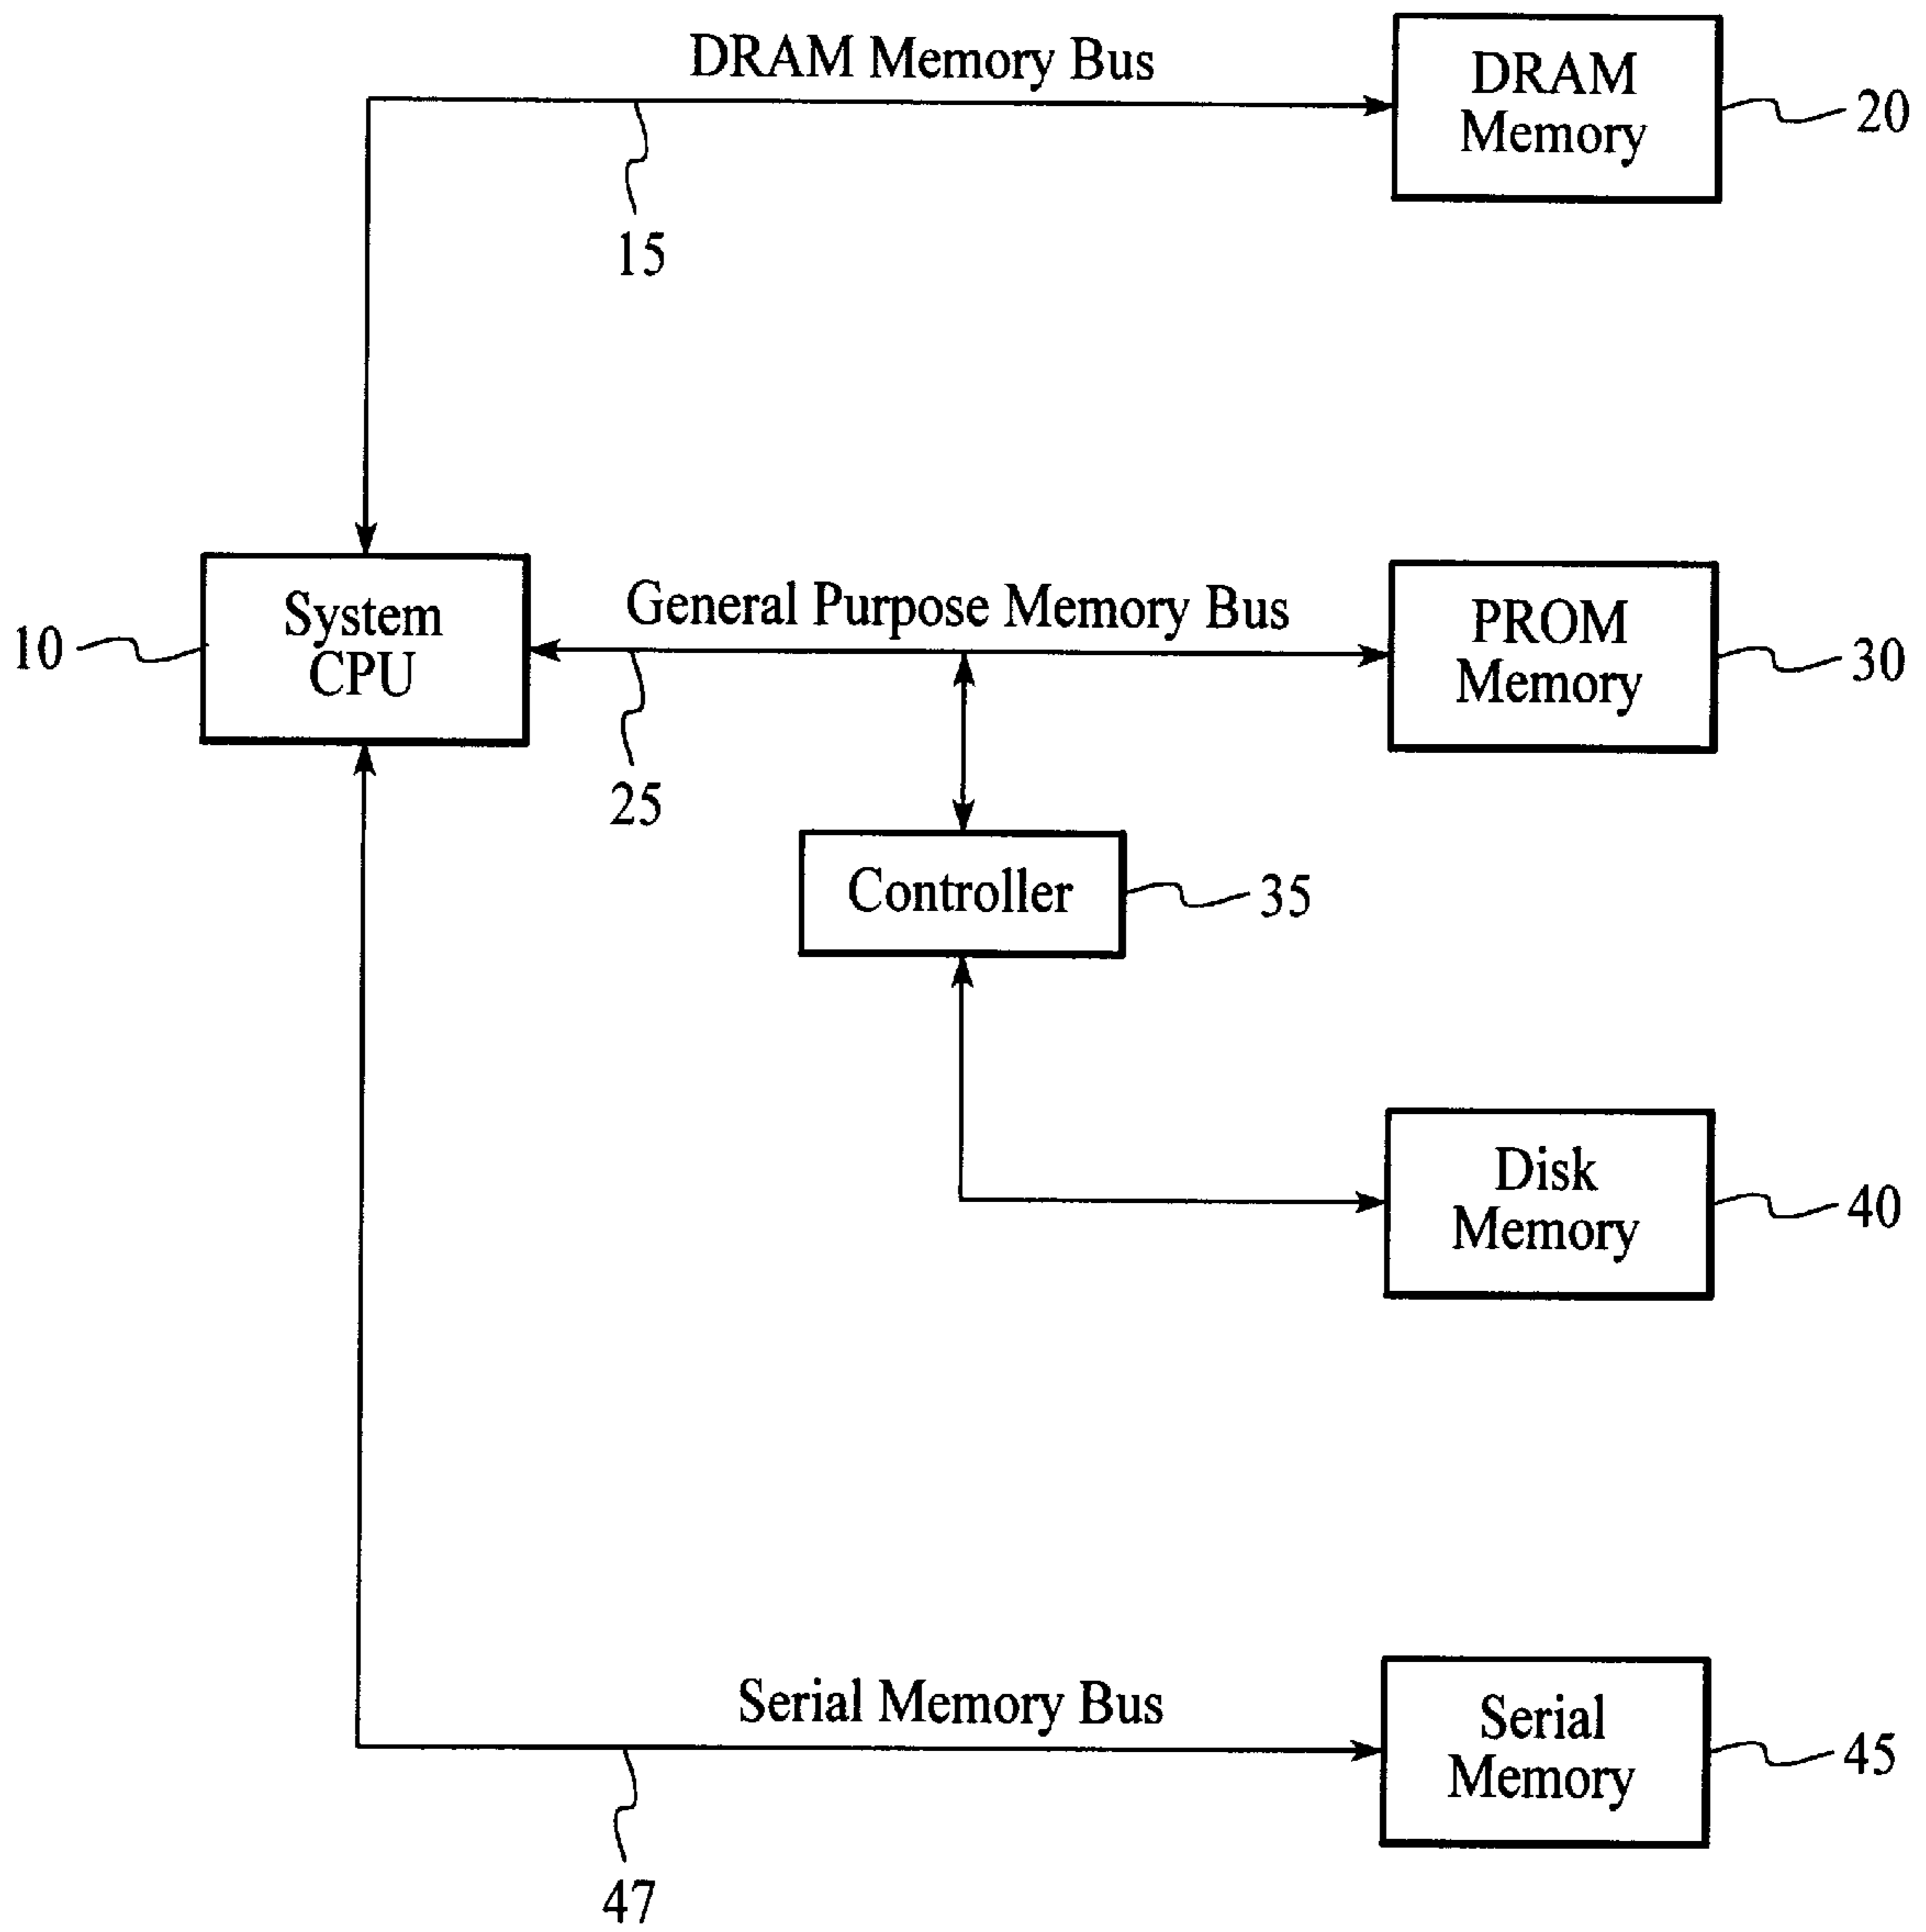 DRAM Memory Bus
DRAM
Memory
20
15
System
CPU
10
General Purpose Memory Bus
25
PROM
Memory
30
Controller
35
Disk
Memory
40
Serial Memory Bus
47
Serial
Memory
45